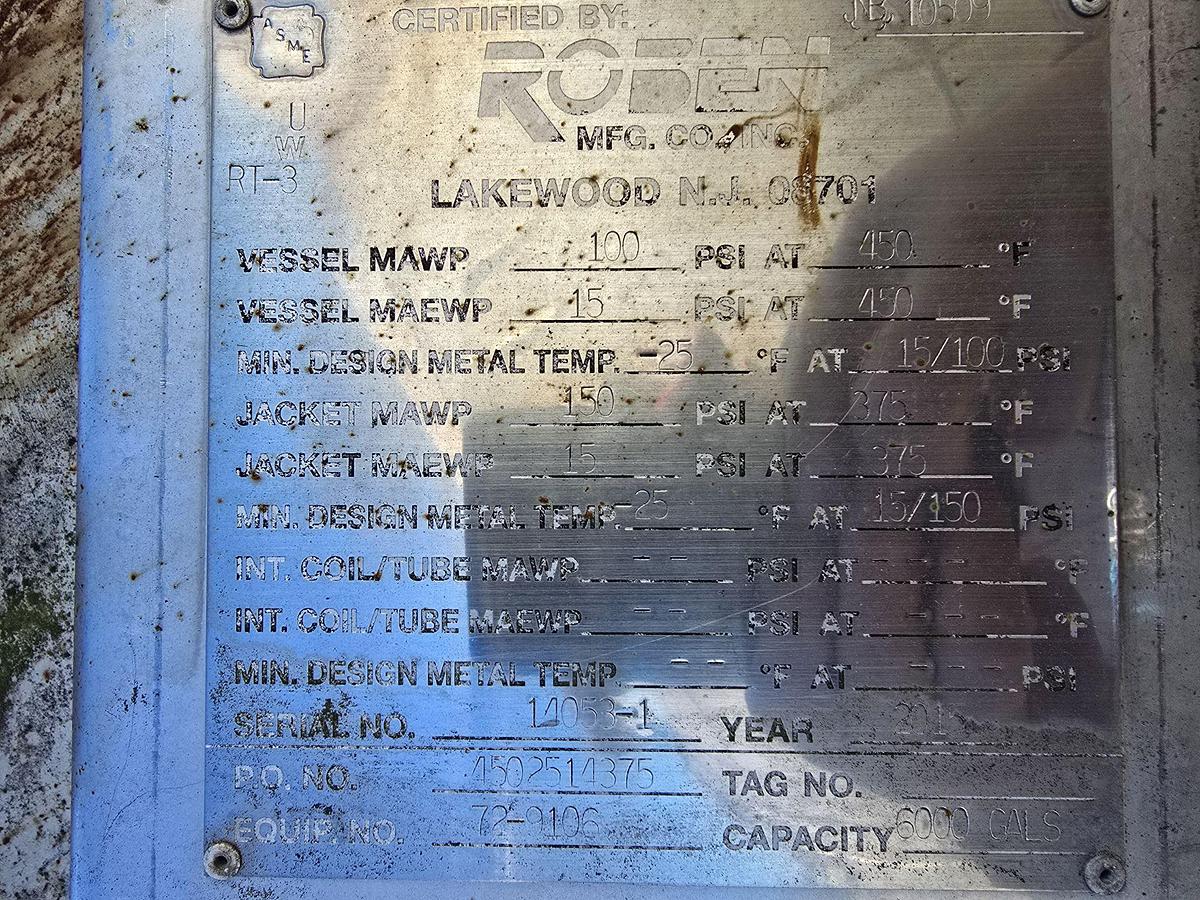 ASME
CERTIFIED BY: NB 10509
ROBEN
U
MFG. CO. INC.
W
RT-3
LAKEWOOD N.J. 08701
VESSEL MAWP 100 PSI AT 450 °F
VESSEL MAEWP 15 PSI AT 450 °F
MIN. DESIGN METAL TEMP. -25 °F AT 15/100 PSI
JACKET MAWP 150 PSI AT 375 °F
JACKET MAEWP 15 PSI AT 375 °F
MIN. DESIGN METAL TEMP. -25 °F AT 15/150 PSI
INT. COIL/TUBE MAWP -- PSI AT --- °F
INT. COIL/TUBE MAEWP -- PSI AT --- °F
MIN. DESIGN METAL TEMP. -- °F AT --- PSI
SERIAL NO. 14053-1 YEAR
P.O. NO. 4502514375 TAG NO.
EQUIP. NO. 72-9106 CAPACITY 6000 GALS